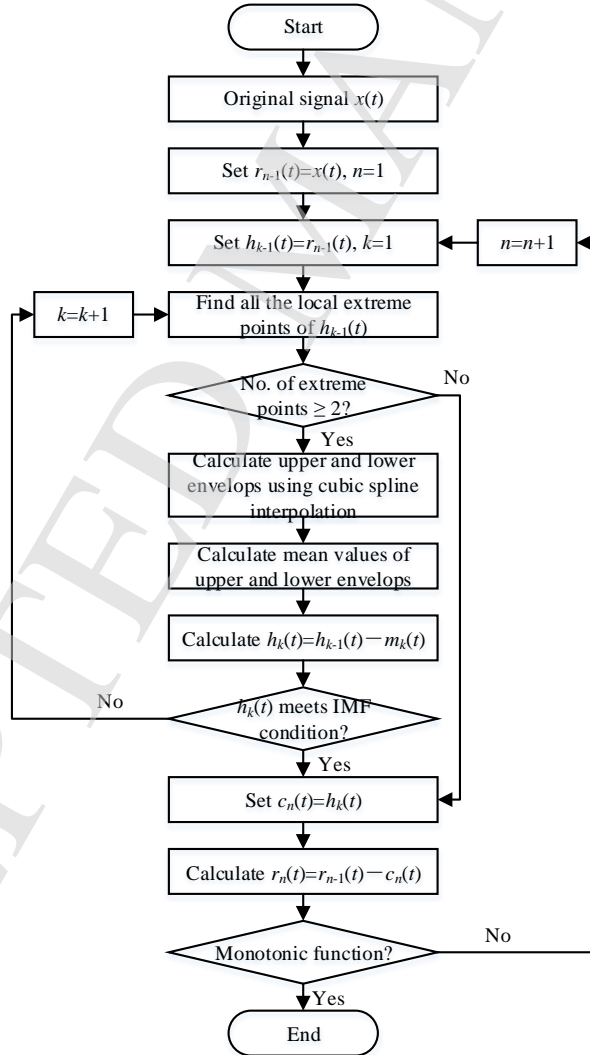 Start
Original signal x(t)
Set rn-1(t)=x(t), n=1
Set hk-1(t)=rn-1(t), k=1
n=n+1
k=k+1
Find all the local extreme
points of hk-1(t)
No. of extreme
points ≥ 2?
No
Yes
Calculate upper and lower
envelops using cubic spline
interpolation
Calculate mean values of
upper and lower envelops
Calculate hk(t)=hk-1(t)－mk(t)
No
hk(t) meets IMF
condition?
Yes
Set cn(t)=hk(t)
Calculate rn(t)=rn-1(t)－cn(t)
Monotonic function?
No
Yes
End